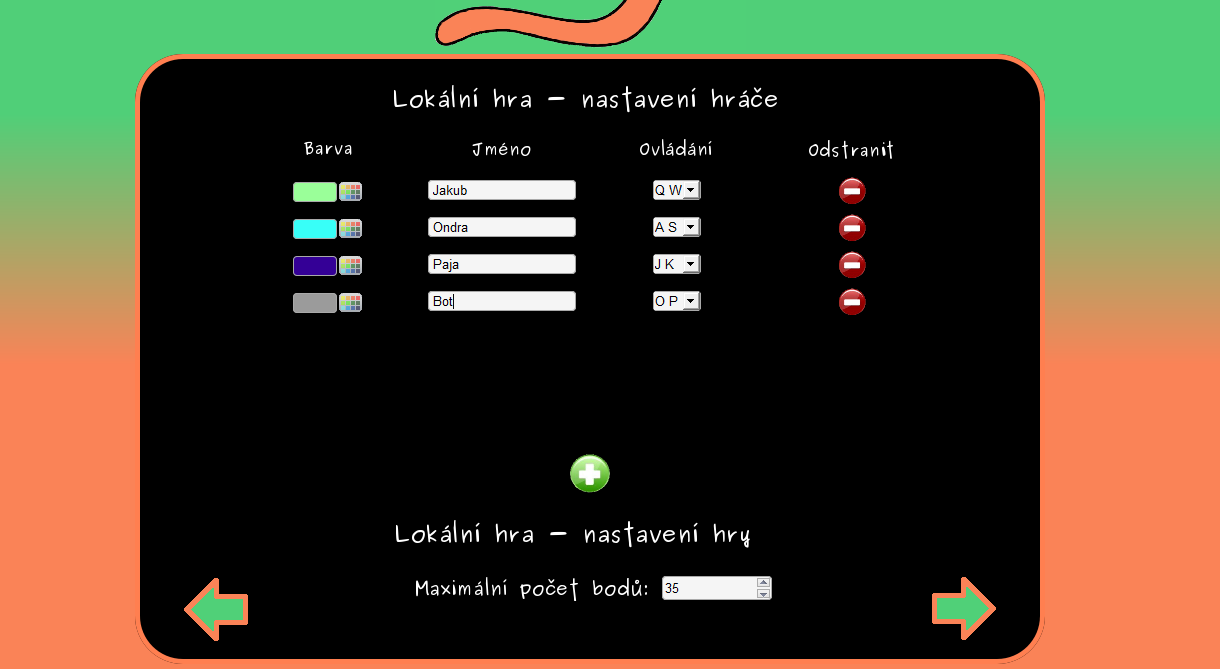 Lokální hra – nastavení hráče
Barva Jméno Ovládání Odstranit
Jakub Q W
Ondra A S
Paja J K
Bot O P
Lokální hra – nastavení hry
Maximální počet bodů: 35